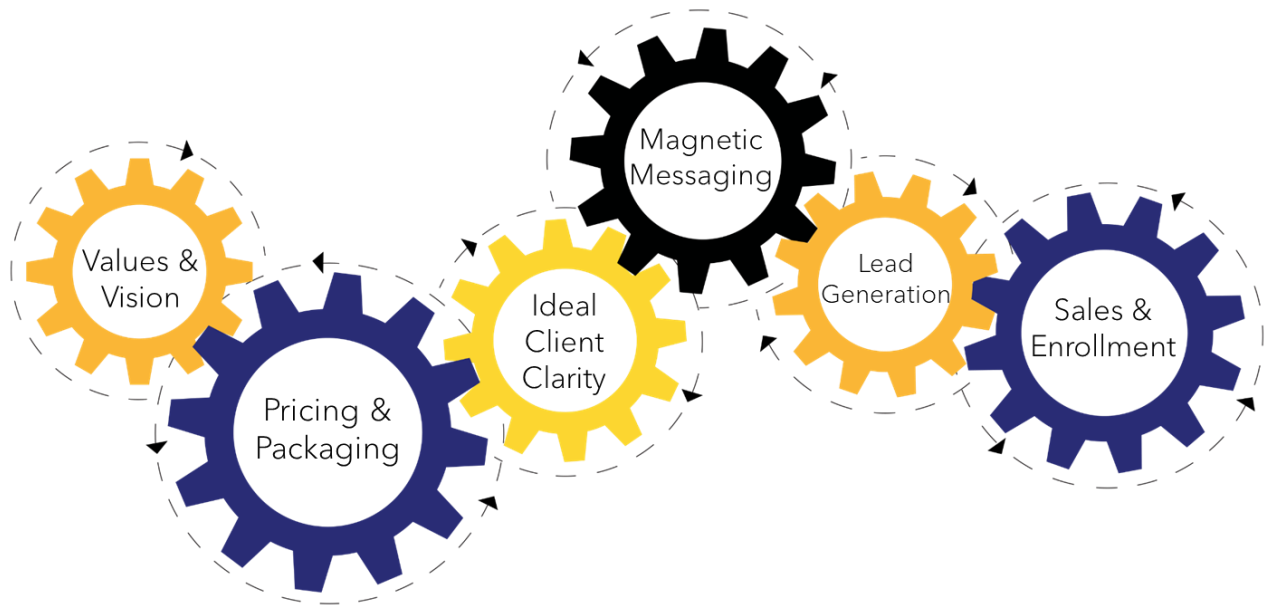 Values &
Vision
Pricing &
Packaging
Ideal
Client
Clarity
Magnetic
Messaging
Lead
Generation
Sales &
Enrollment